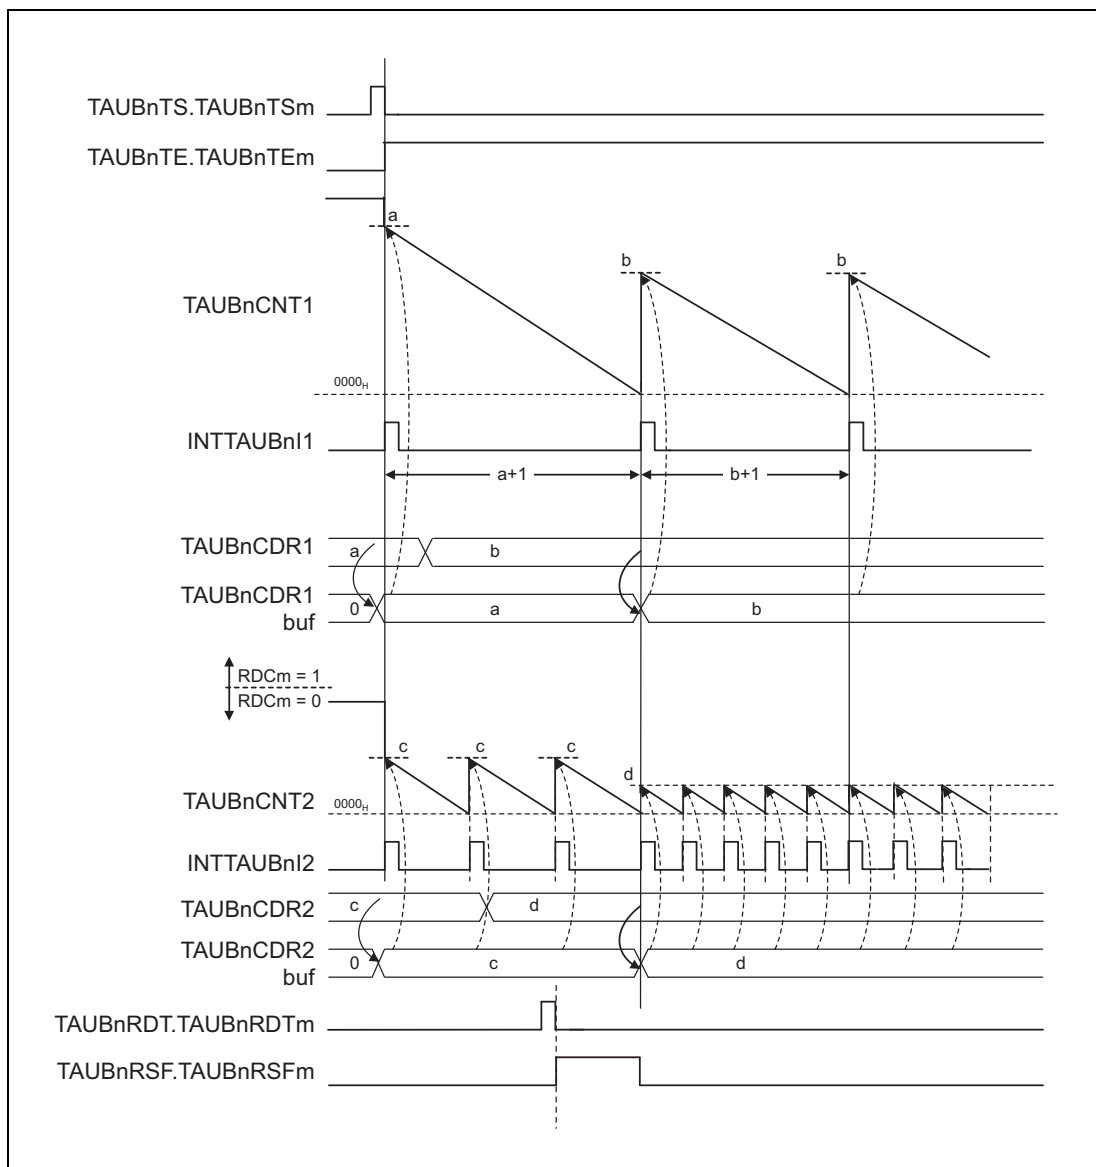 TAUBnTS.TAUBnTSm
TAUBnTE.TAUBnTEm
a
b
b
TAUBnCNT1
0000H
INTTAUBnI1
a+1
b+1
TAUBnCDR1
a
b
TAUBnCDR1
buf
0
a
b
RDCm = 1
RDCm = 0
c
c
c
d
TAUBnCNT2
0000H
INTTAUBnI2
TAUBnCDR2
c
d
TAUBnCDR2
buf
0
c
d
TAUBnRDT.TAUBnRDTm
TAUBnRSF.TAUBnRSFm